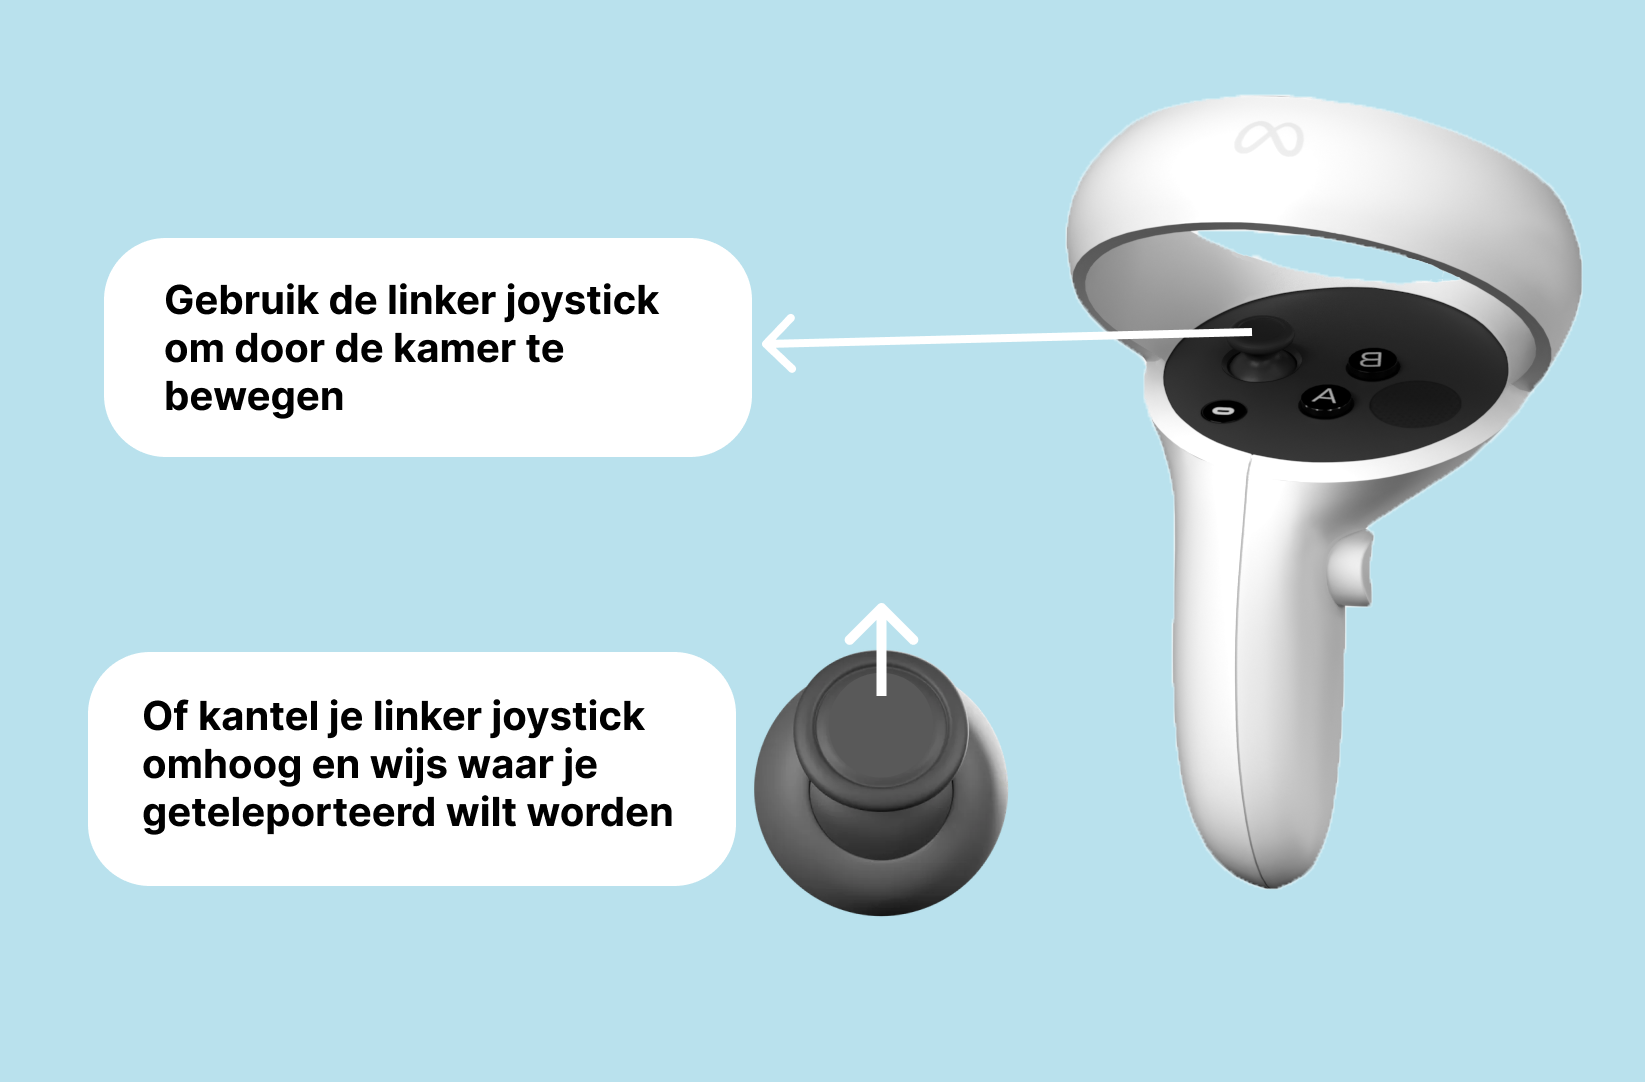 Gebruik de linker joystick
om door de kamer te
bewegen
B
A
Of kantel je linker joystick
omhoog en wijs waar je
geteleporteerd wilt worden